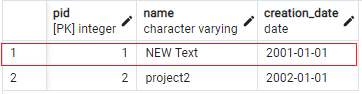 pid name creation_date
[PK] integer character varying date
1 1 NEW Text 2001-01-01
2 2 project2 2002-01-01